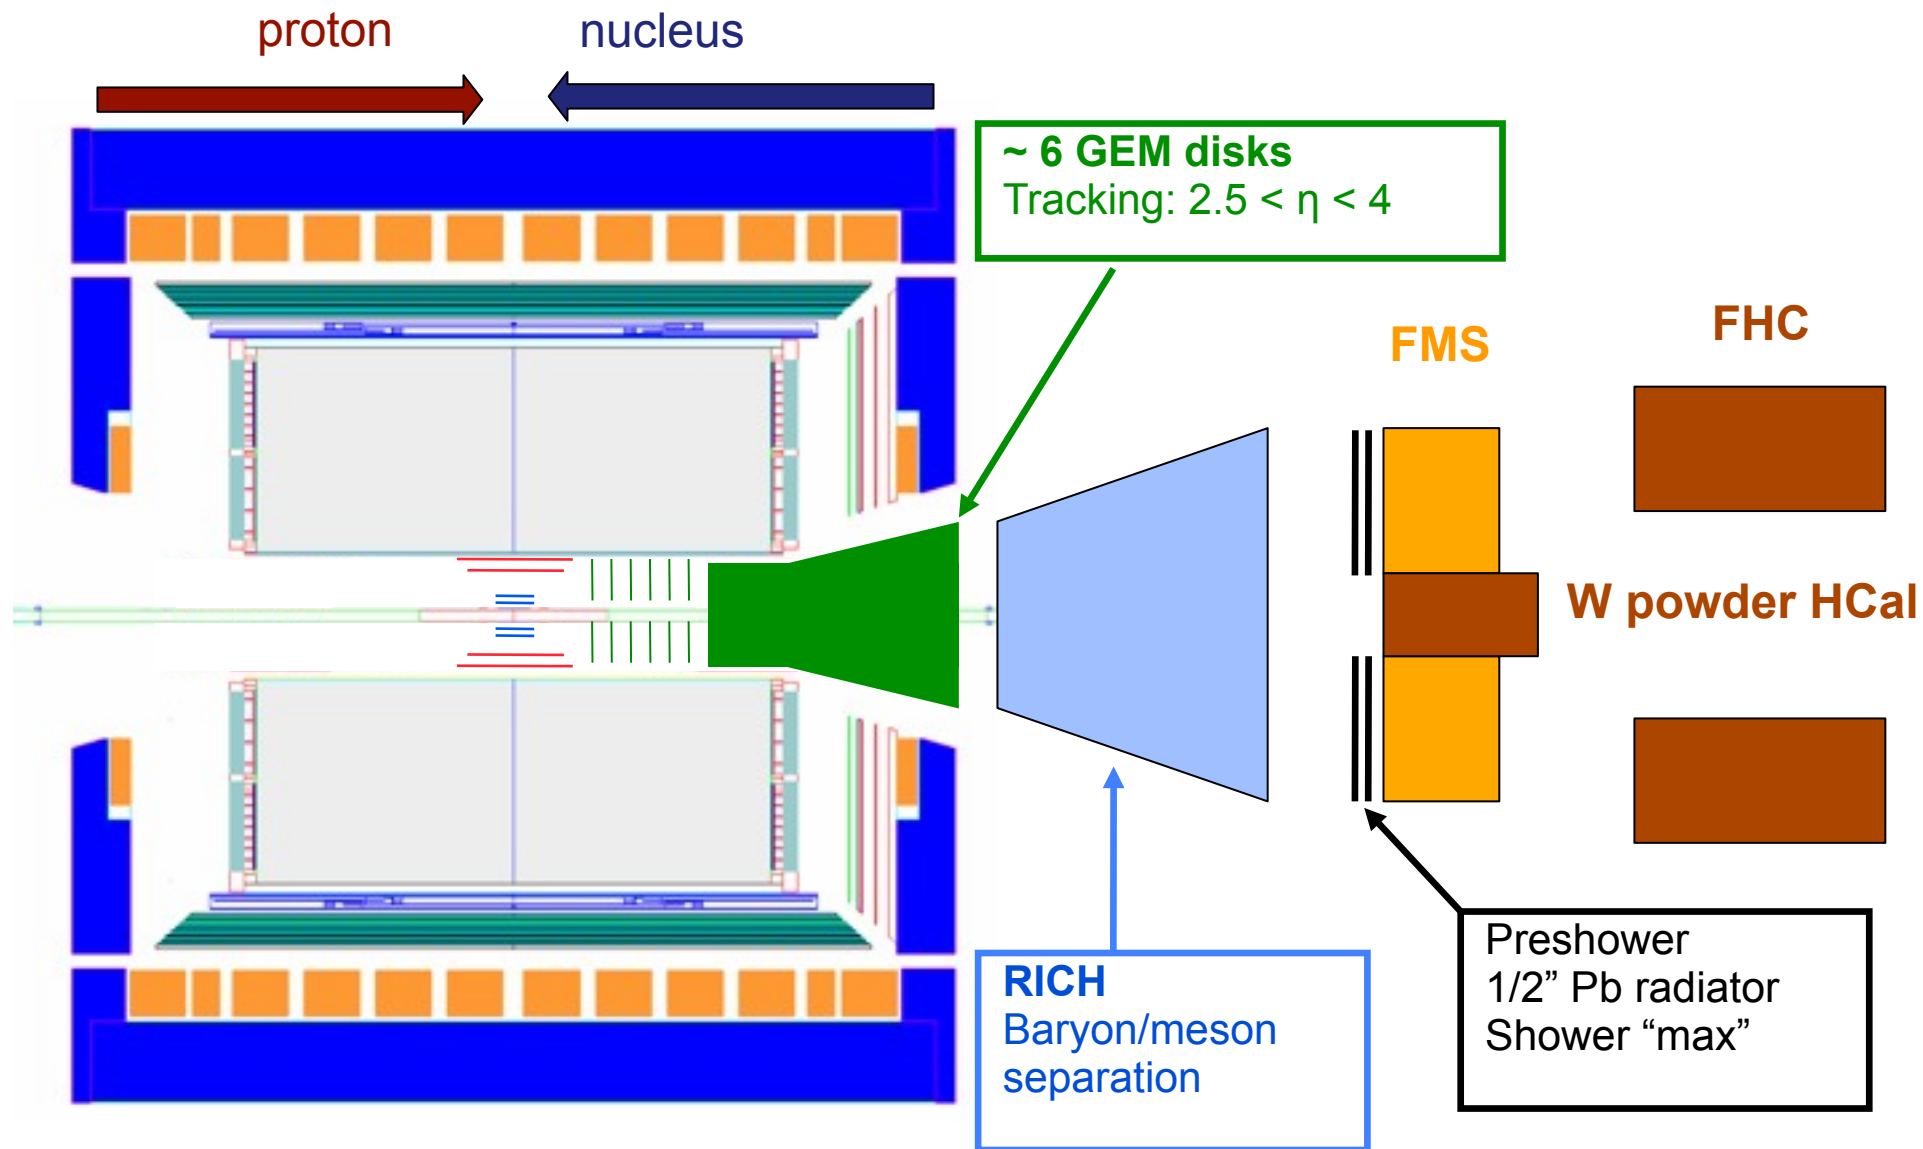 proton
nucleus
~ 6 GEM disks
Tracking: 2.5 < η < 4
FMS
FHC
W powder HCal
RICH
Baryon/meson
separation
Preshower
1/2” Pb radiator
Shower “max”